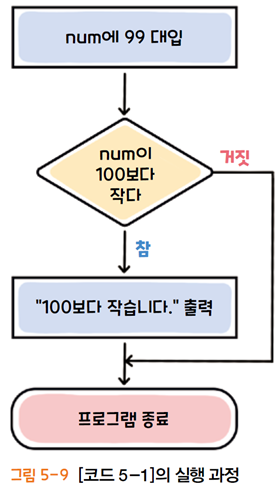 num에 99 대입
num이
100보다
작다
거짓
참
"100보다 작습니다." 출력
프로그램 종료
그림 5-9 [코드 5-1]의 실행 과정